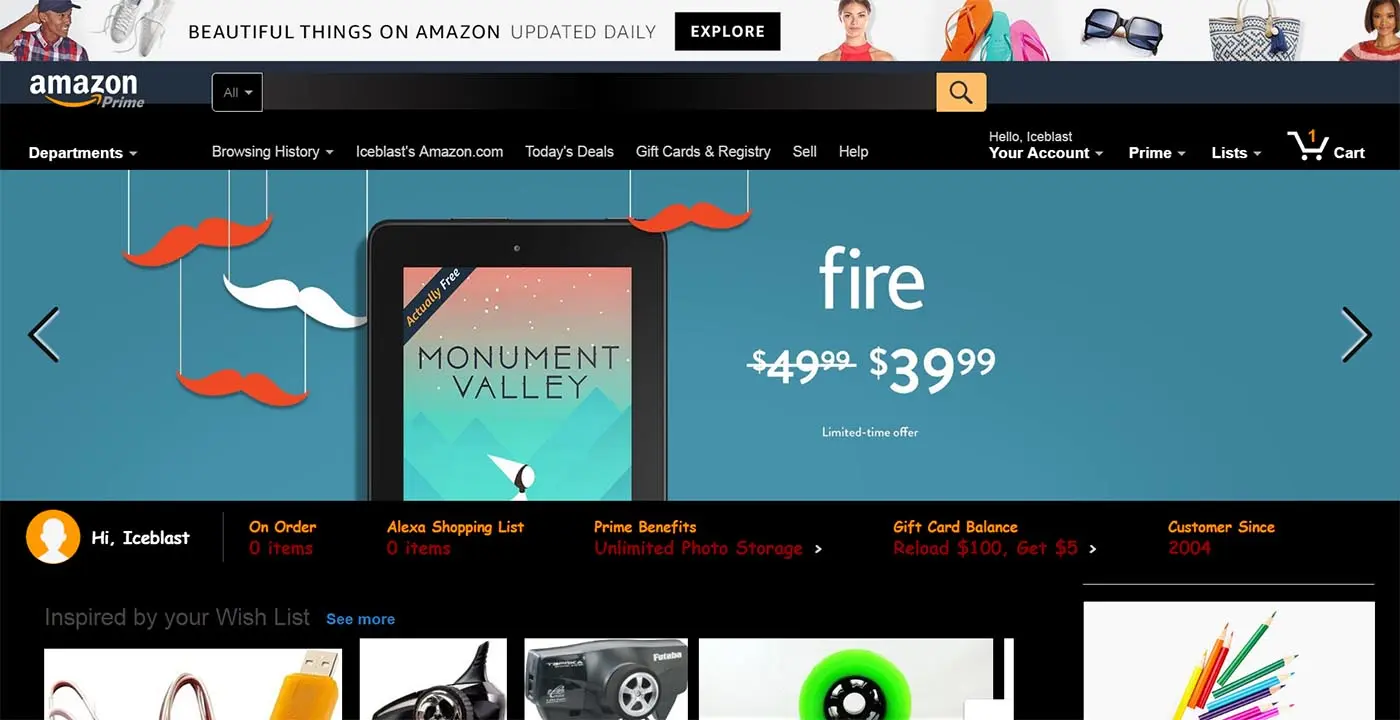 BEAUTIFUL THINGS ON AMAZON UPDATED DAILY EXPLORE
amazon
Prime
All
Departments
Browsing History
Iceblast's Amazon.com
Today's Deals
Gift Cards & Registry
Sell
Help
Hello, Iceblast
Your Account
Prime
Lists
1
Cart
Actually Free
MONUMENT
VALLEY
fire
$49.99 $39.99
Limited-time offer
Hi, Iceblast
On Order
0 items
Alexa Shopping List
0 items
Prime Benefits
Unlimited Photo Storage
Gift Card Balance
Reload $100, Get $5
Customer Since
2004
Inspired by your Wish List See more
Futaba